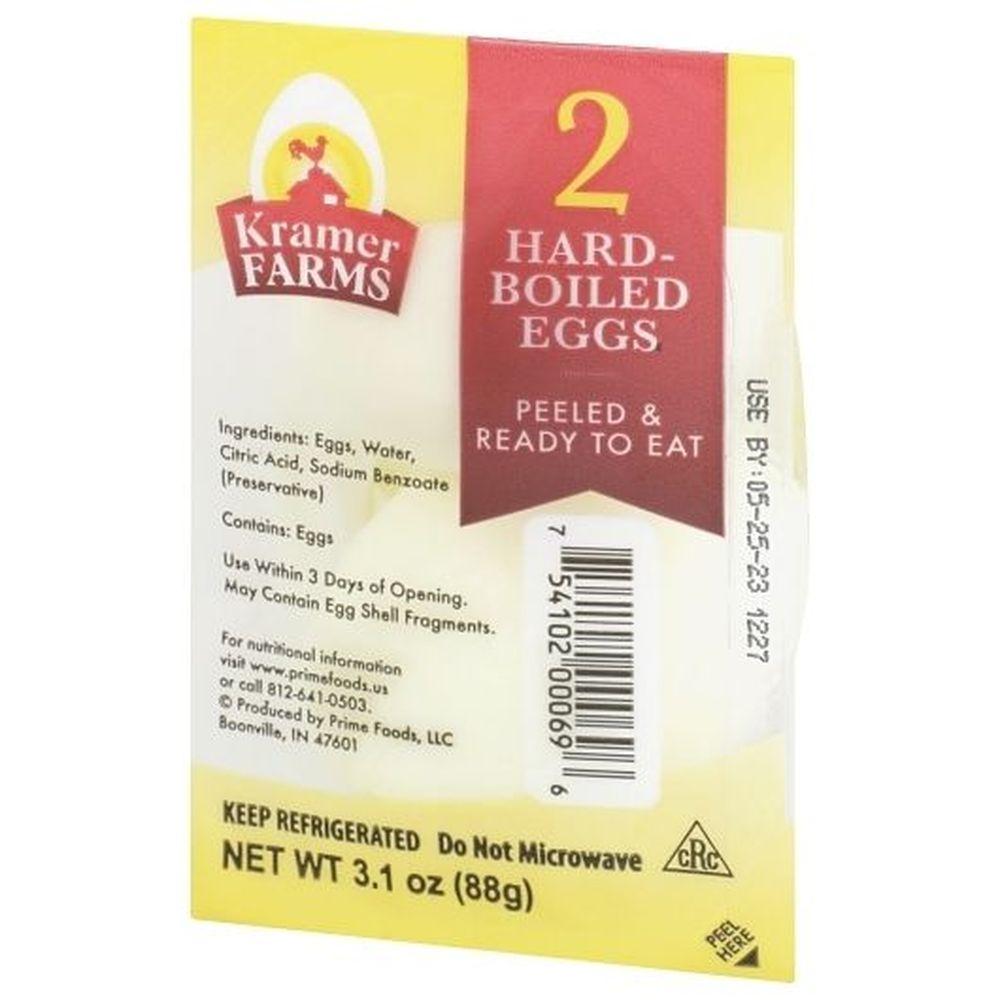 Kramer
FARMS
2
HARD-
BOILED
EGGS
PEELED &
READY TO EAT
Ingredients: Eggs, Water,
Citric Acid, Sodium Benzoate
(Preservative)
Contains: Eggs
Use Within 3 Days of Opening.
May Contain Egg Shell Fragments.
For nutritional information
visit www.primefoods.us
or call 812-641-0503.
© Produced by Prime Foods, LLC
Boonville, IN 47601
7 54102 00069 6
USE BY:05-25-23 1227
KEEP REFRIGERATED Do Not Microwave
NET WT 3.1 oz (88g)
cRc
PEEL
HERE